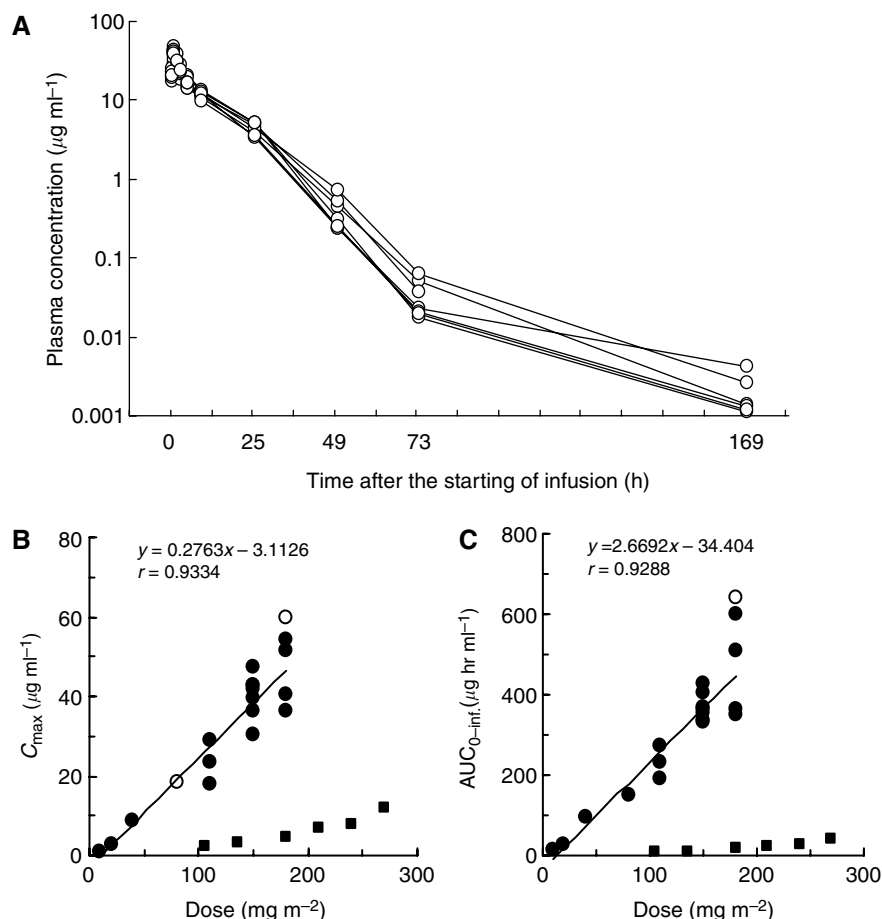 A
100
10
1
0.1
0.01
0.001
Plasma concentration (μg ml⁻¹)
0 25 49 73 169
Time after the starting of infusion (h)
B
y = 0.2763x – 3.1126
r = 0.9334
80
60
40
20
0
C_max (μg ml⁻¹)
0 100 200 300
Dose (mg m⁻²)
C
y =2.6692x – 34.404
r = 0.9288
800
600
400
200
0
AUC_0–inf. (μg hr ml⁻¹)
0 100 200 300
Dose (mg m⁻²)